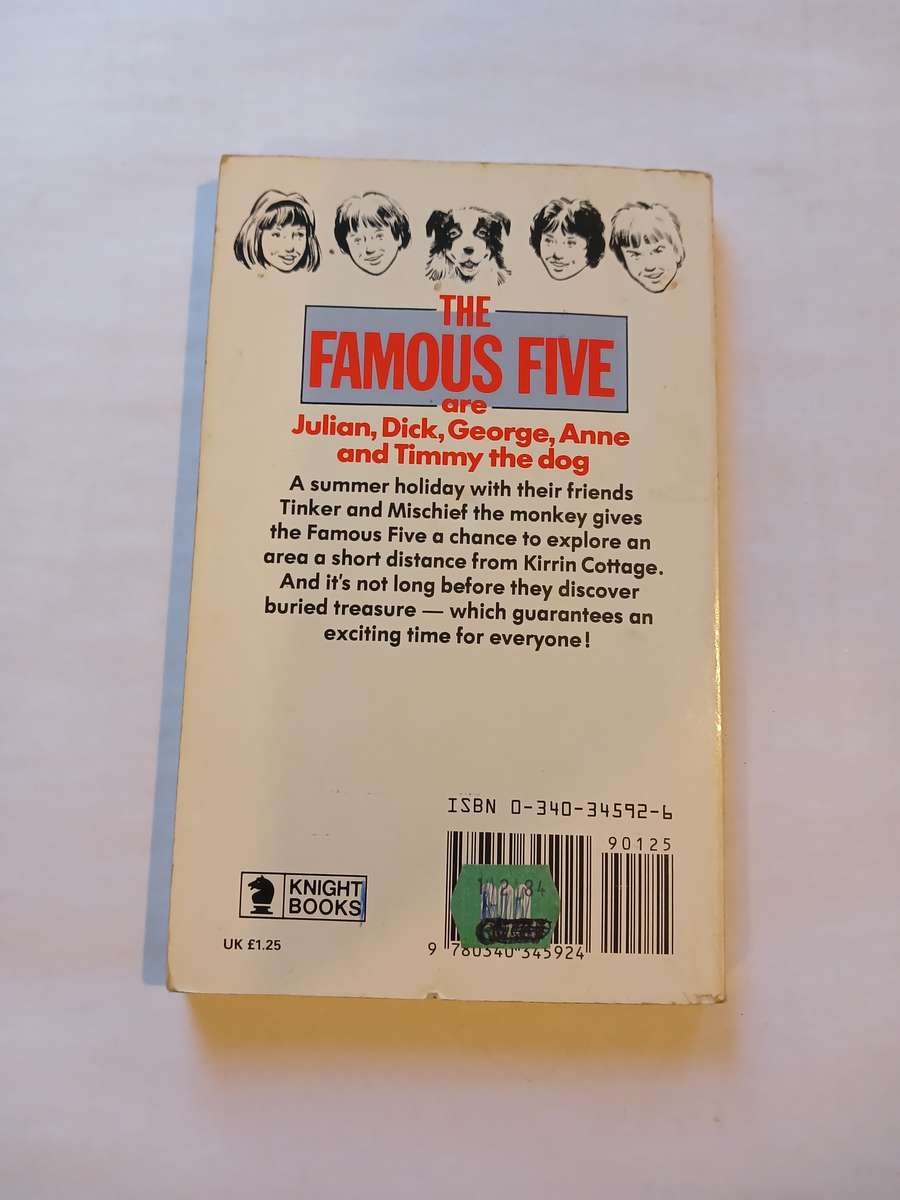 THE
FAMOUS FIVE
are
Julian, Dick, George, Anne
and Timmy the dog
A summer holiday with their friends
Tinker and Mischief the monkey gives
the Famous Five a chance to explore an
area a short distance from Kirrin Cottage.
And it's not long before they discover
buried treasure — which guarantees an
exciting time for everyone!
ISBN 0-340-34592-6
90125
KNIGHT
BOOKS
UK £1.25
9 780340 345924